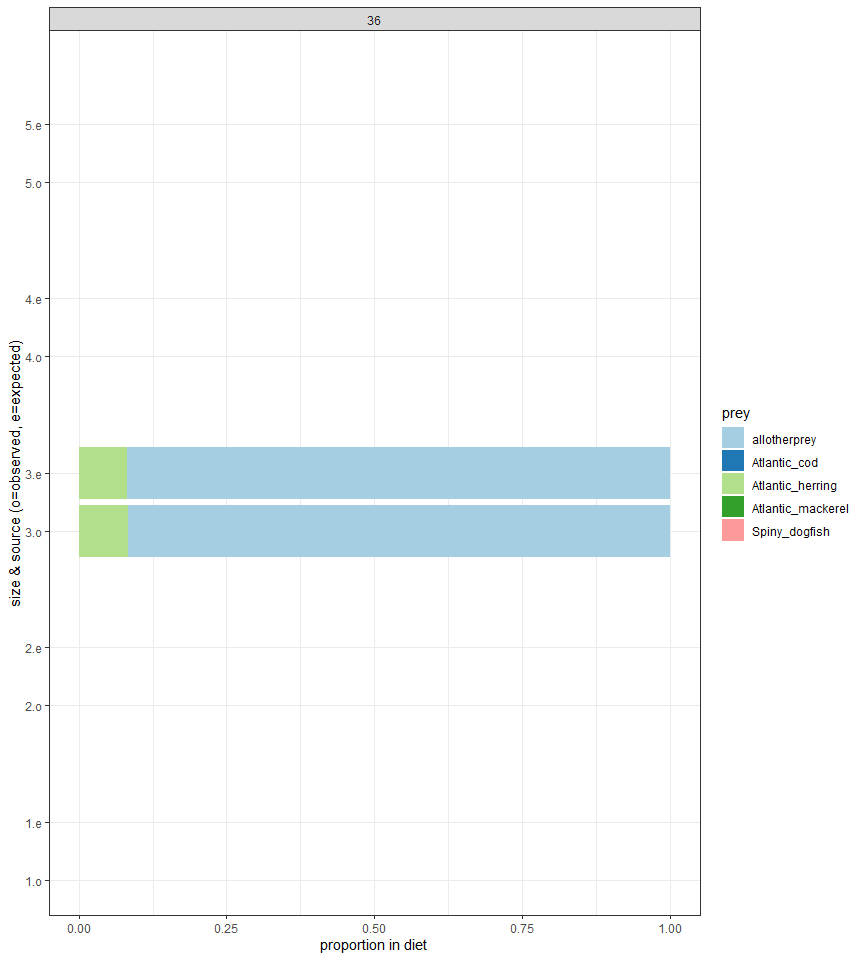 36
size & source (o=observed, e=expected)
5.e
5.o
4.e
4.o
3.e
3.o
2.e
2.o
1.e
1.o
0.00 0.25 0.50 0.75 1.00
proportion in diet
prey
allotherprey
Atlantic_cod
Atlantic_herring
Atlantic_mackerel
Spiny_dogfish